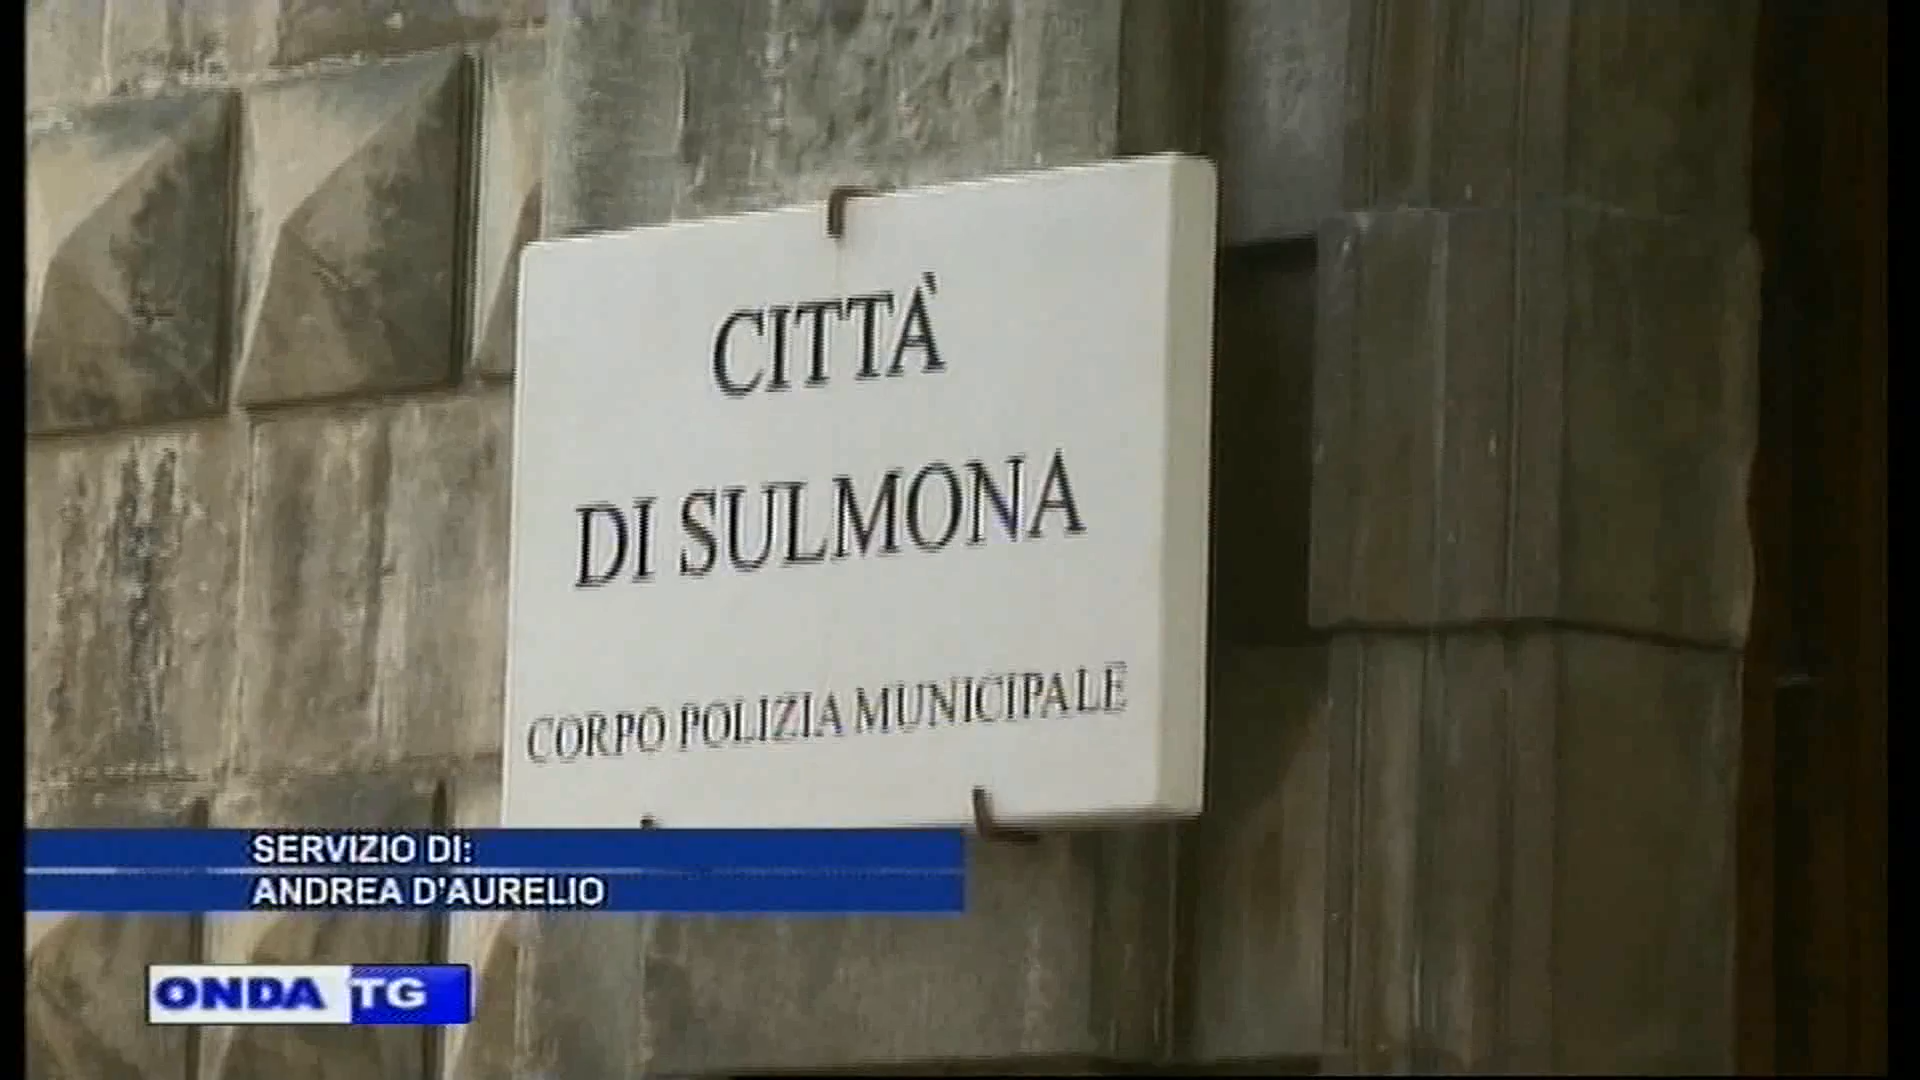 CITTÀ
DI SULMONA
CORPO POLIZIA MUNICIPALE
SERVIZIO DI:
ANDREA D'AURELIO
ONDA TG